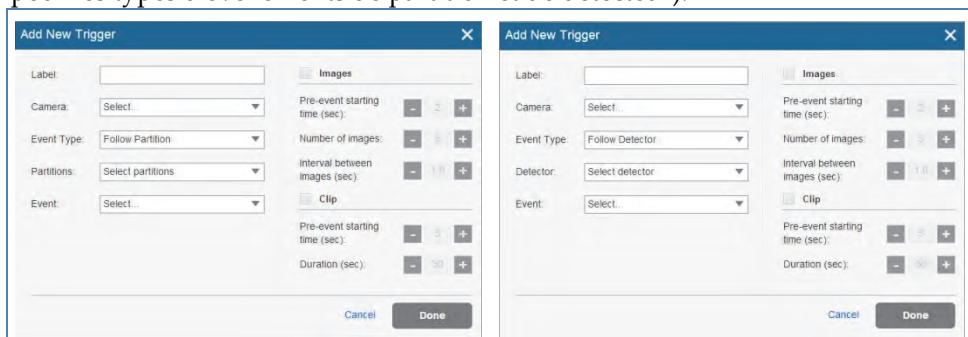 Add New Trigger
Label:
Camera: Select...
Event Type: Follow Partition
Partitions: Select partitions
Event: Select...
Images
Pre-event starting
time (sec): - 2 +
Number of images: - 5 +
Interval between
images (sec): - 1.0 +
Clip
Pre-event starting
time (sec): - 5 +
Duration (sec): - 30 +
Cancel Done
Add New Trigger
Label:
Camera: Select...
Event Type: Follow Detector
Detector: Select detector
Event: Select...
Images
Pre-event starting
time (sec): - 2 +
Number of images: - 5 +
Interval between
images (sec): - 1.0 +
Clip
Pre-event starting
time (sec): - 5 +
Duration (sec): - +
Cancel Done